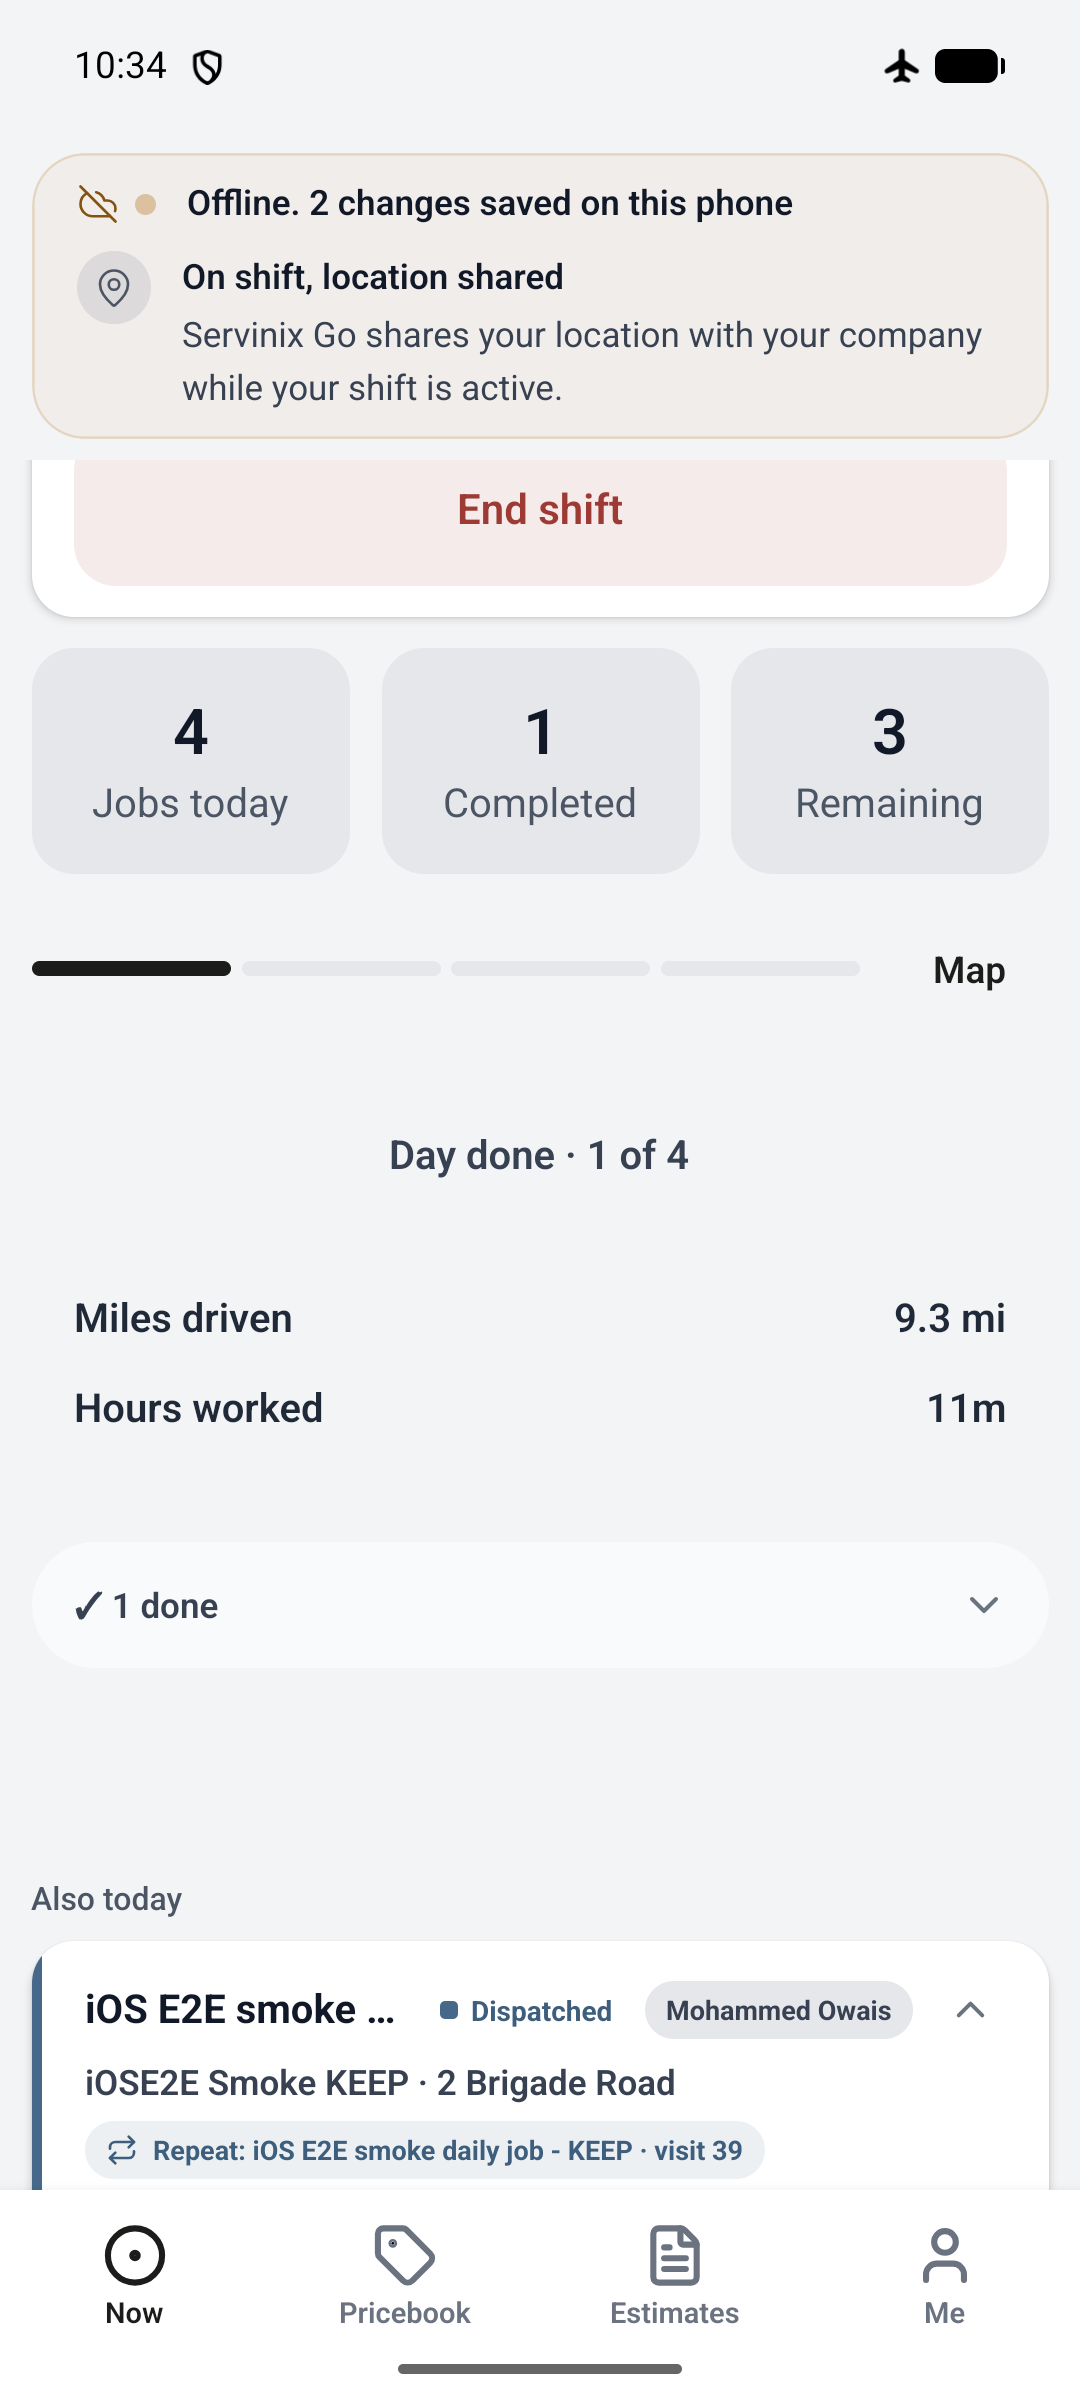 10:34
Offline. 2 changes saved on this phone
On shift, location shared
Servinix Go shares your location with your company
while your shift is active.
End shift
4
Jobs today
1
Completed
3
Remaining
Map
Day done · 1 of 4
Miles driven 9.3 mi
Hours worked 11m
✓ 1 done
Also today
iOS E2E smoke ... Dispatched Mohammed Owais
iOSE2E Smoke KEEP · 2 Brigade Road
Repeat: iOS E2E smoke daily job - KEEP · visit 39
Now Pricebook Estimates Me